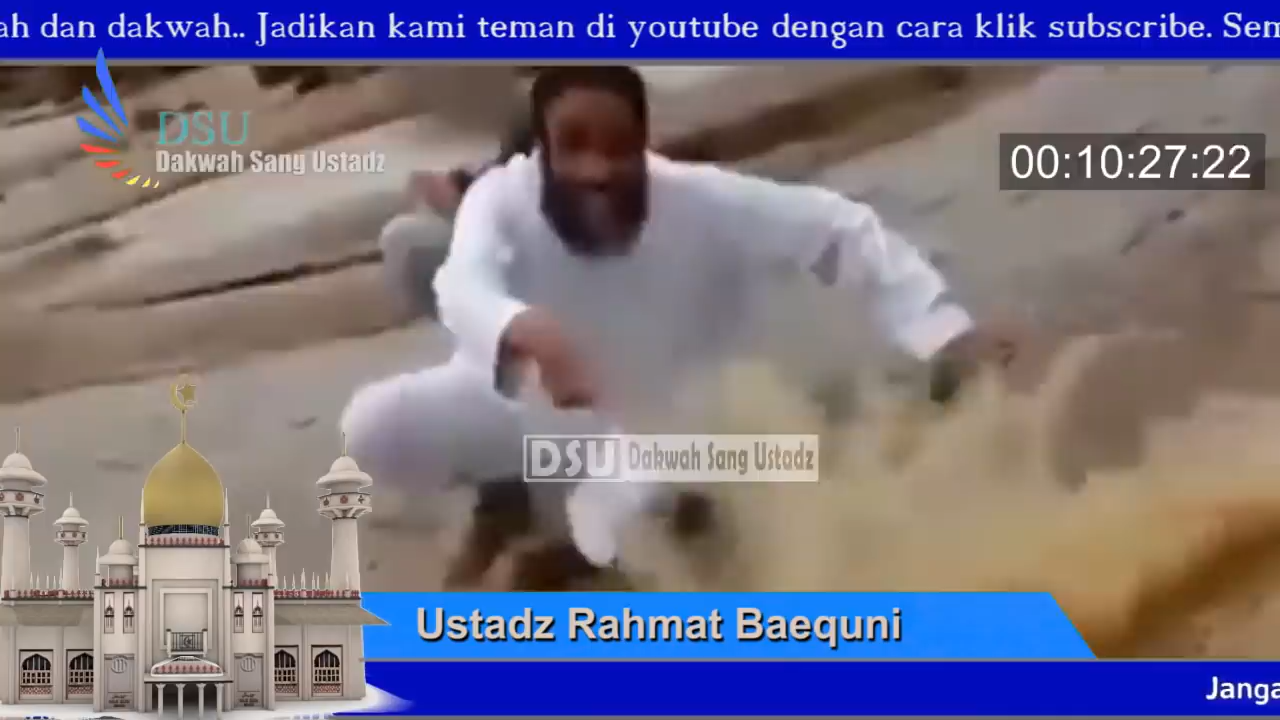 ah dan dakwah.. Jadikan kami teman di youtube dengan cara klik subscribe. Sem
DSU
Dakwah Sang Ustadz
00:10:27:22
DSU Dakwah Sang Ustadz
Ustadz Rahmat Baequni
Janga